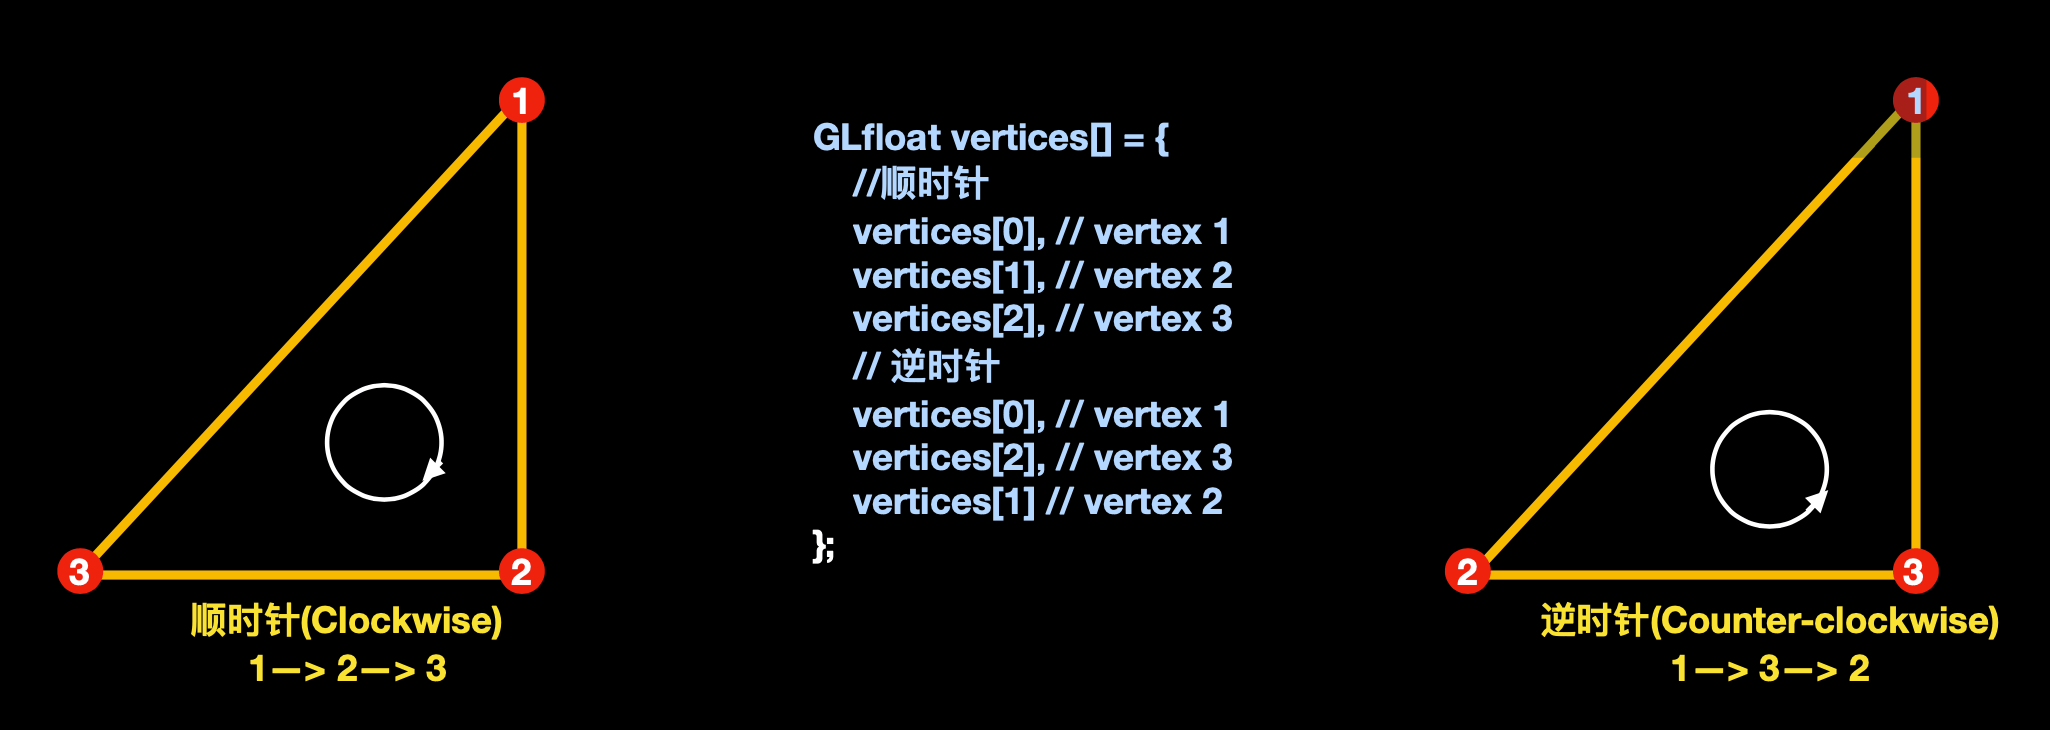 1
3
2
顺时针(Clockwise)
1—> 2—> 3
GLfloat vertices[] = {
//顺时针
vertices[0], // vertex 1
vertices[1], // vertex 2
vertices[2], // vertex 3
// 逆时针
vertices[0], // vertex 1
vertices[2], // vertex 3
vertices[1] // vertex 2
};
1
2
3
逆时针(Counter-clockwise)
1—> 3—> 2